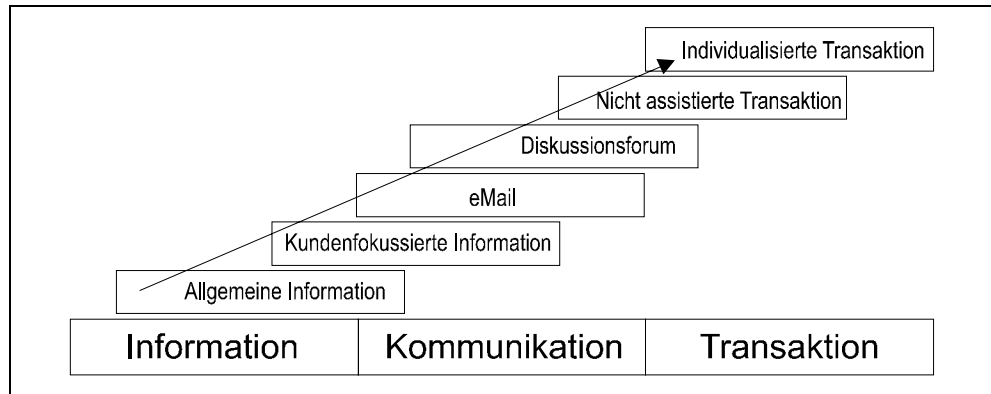 Individualisierte Transaktion
Nicht assistierte Transaktion
Diskussionsforum
eMail
Kundenfokussierte Information
Allgemeine Information
Information
Kommunikation
Transaktion